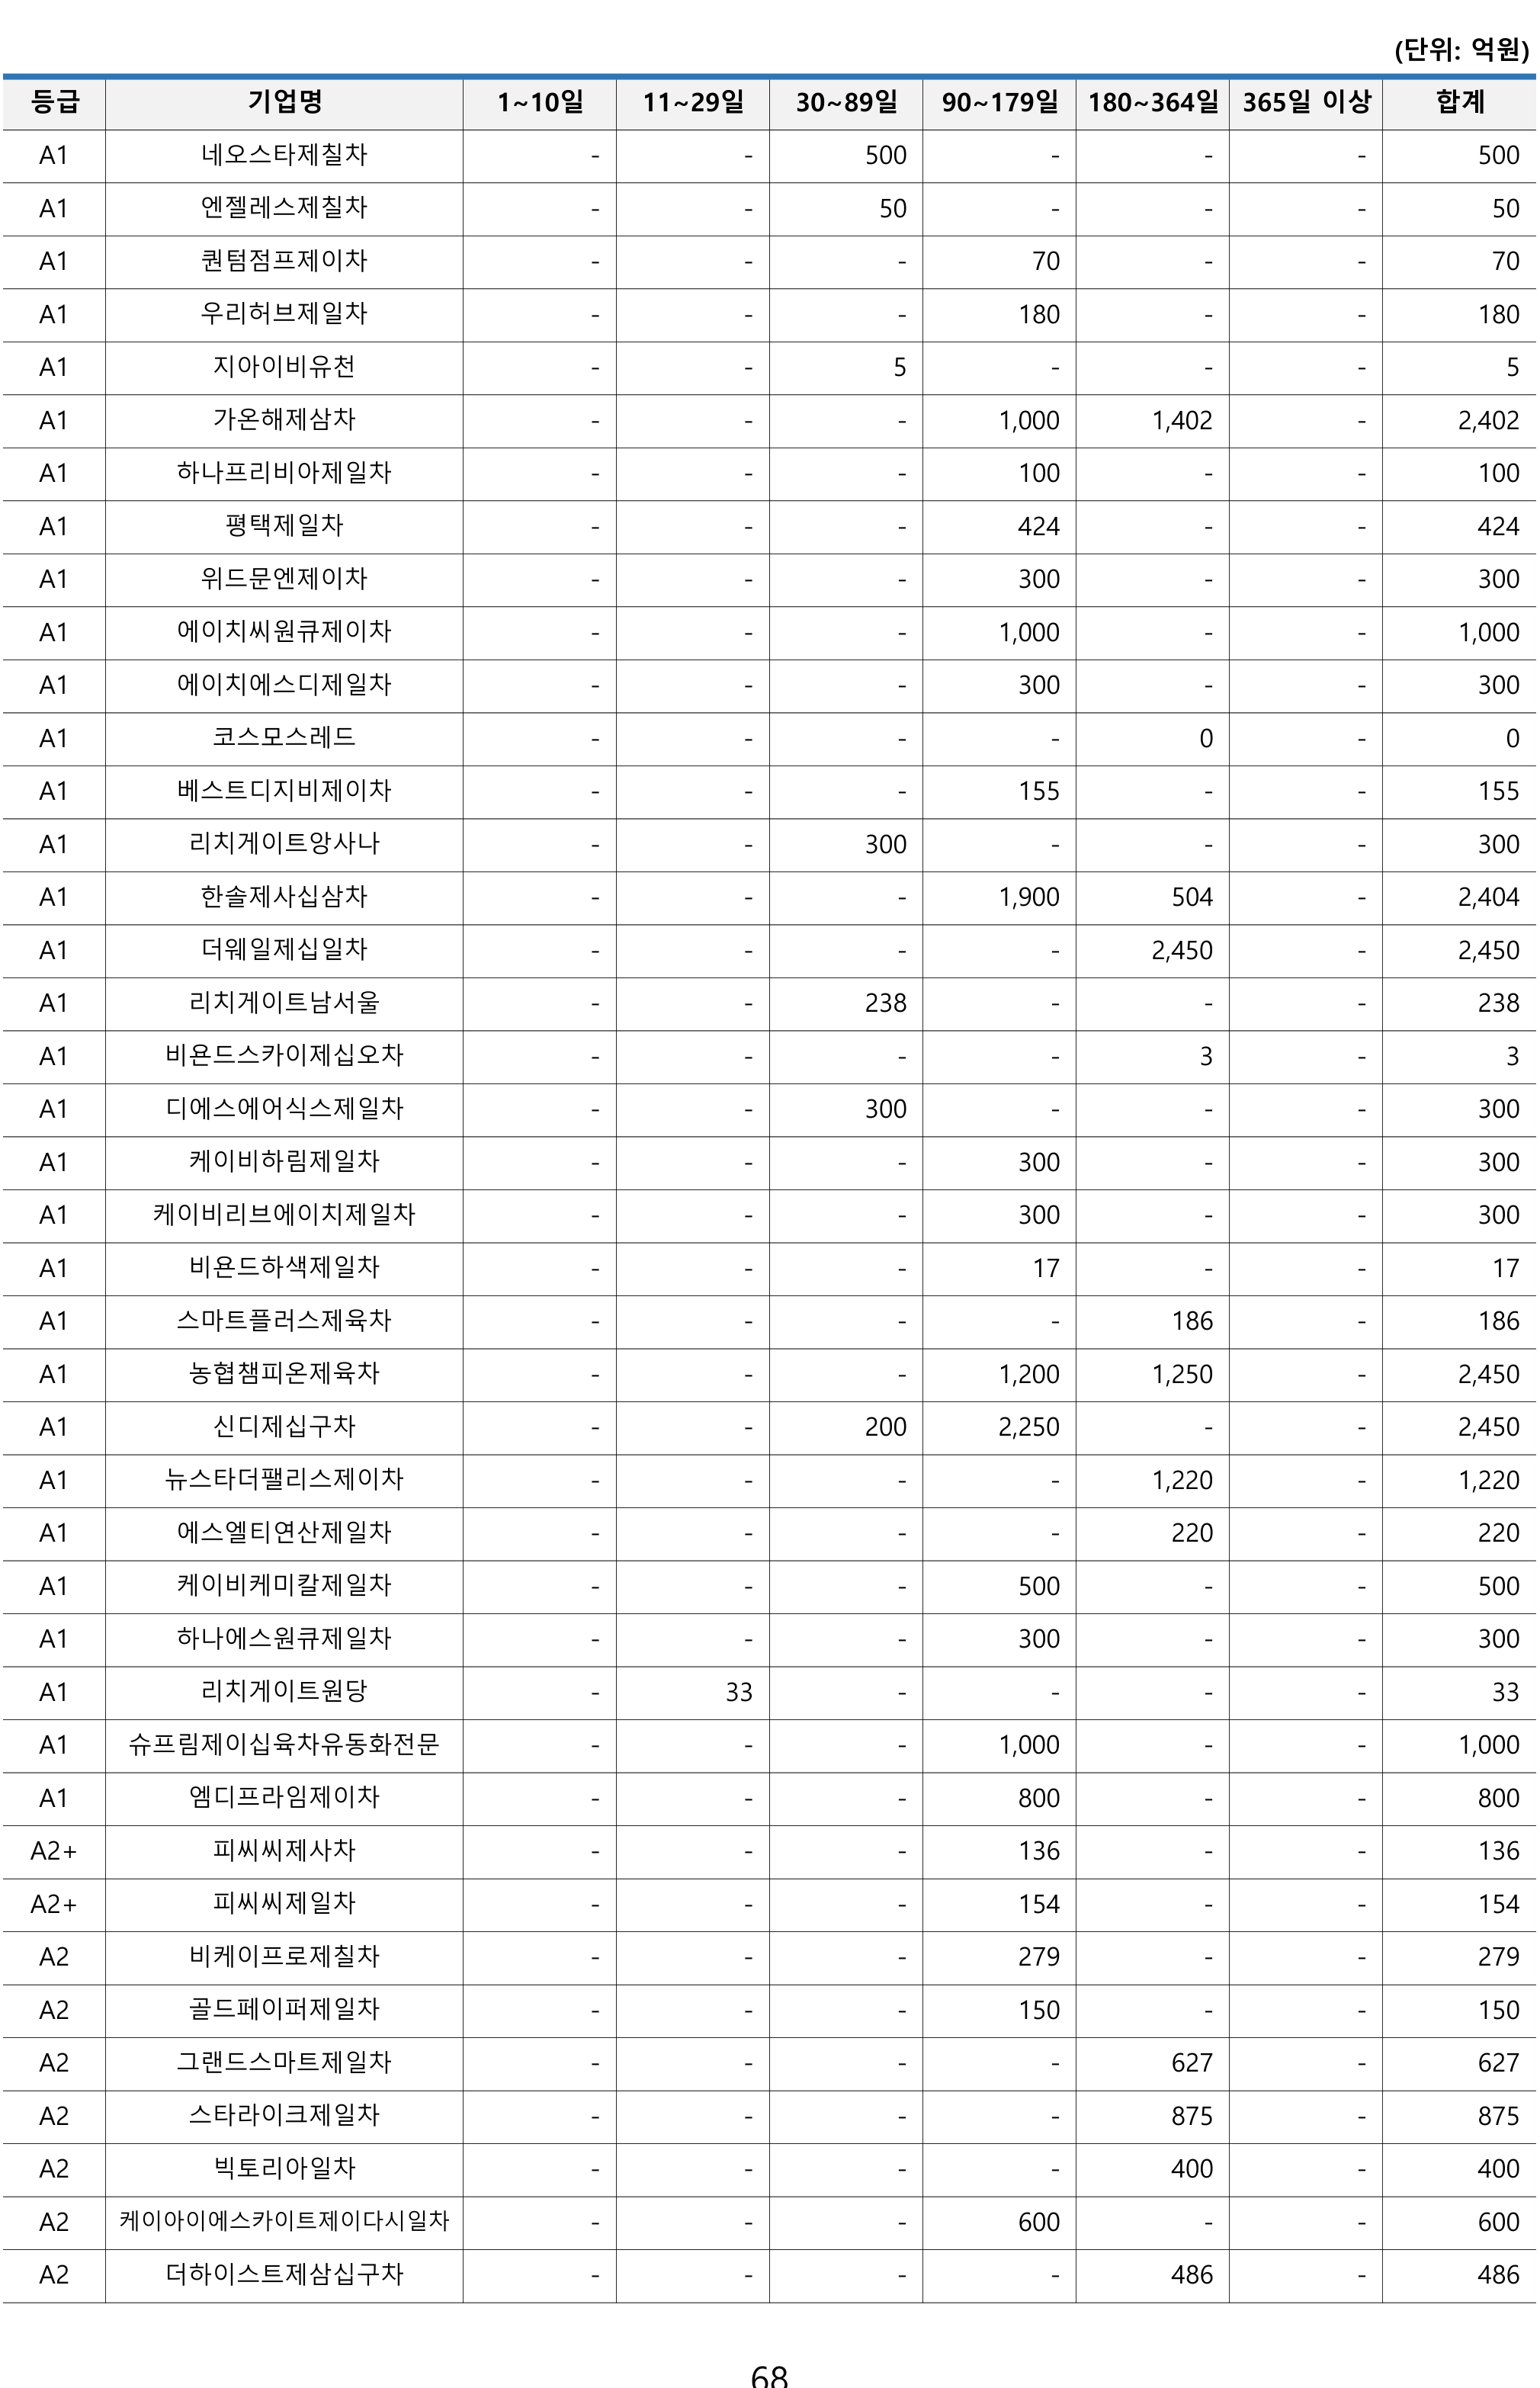 (단위: 억원)
등급 기업명 1~10일 11~29일 30~89일 90~179일 180~364일 365일 이상 합계
A1 네오스타제칠차 - - 500 - - - 500
A1 엔젤레스제칠차 - - 50 - - - 50
A1 퀀텀점프제이차 - - - 70 - - 70
A1 우리허브제일차 - - - 180 - - 180
A1 지아이비유천 - - 5 - - - 5
A1 가온해제삼차 - - - 1,000 1,402 - 2,402
A1 하나프리비아제일차 - - - 100 - - 100
A1 평택제일차 - - - 424 - - 424
A1 위드문엔제이차 - - - 300 - - 300
A1 에이치씨원큐제이차 - - - 1,000 - - 1,000
A1 에이치에스디제일차 - - - 300 - - 300
A1 코스모스레드 - - - - 0 - 0
A1 베스트디지비제이차 - - - 155 - - 155
A1 리치게이트앙사나 - - 300 - - - 300
A1 한솔제사십삼차 - - - 1,900 504 - 2,404
A1 더웨일제십일차 - - - - 2,450 - 2,450
A1 리치게이트남서울 - - 238 - - - 238
A1 비욘드스카이제십오차 - - - - 3 - 3
A1 디에스에어식스제일차 - - 300 - - - 300
A1 케이비하림제일차 - - - 300 - - 300
A1 케이비리브에이치제일차 - - - 300 - - 300
A1 비욘드하색제일차 - - - 17 - - 17
A1 스마트플러스제육차 - - - - 186 - 186
A1 농협챔피온제육차 - - - 1,200 1,250 - 2,450
A1 신디제십구차 - - 200 2,250 - - 2,450
A1 뉴스타더팰리스제이차 - - - - 1,220 - 1,220
A1 에스엘티연산제일차 - - - - 220 - 220
A1 케이비케미칼제일차 - - - 500 - - 500
A1 하나에스원큐제일차 - - - 300 - - 300
A1 리치게이트원당 - 33 - - - - 33
A1 슈프림제이십육차유동화전문 - - - 1,000 - - 1,000
A1 엠디프라임제이차 - - - 800 - - 800
A2+ 피씨씨제사차 - - - 136 - - 136
A2+ 피씨씨제일차 - - - 154 - - 154
A2 비케이프로제칠차 - - - 279 - - 279
A2 골드페이퍼제일차 - - - 150 - - 150
A2 그랜드스마트제일차 - - - - 627 - 627
A2 스타라이크제일차 - - - - 875 - 875
A2 빅토리아일차 - - - - 400 - 400
A2 케이아이에스카이트제이다시일차 - - - 600 - - 600
A2 더하이스트제삼십구차 - - - - 486 - 486
68